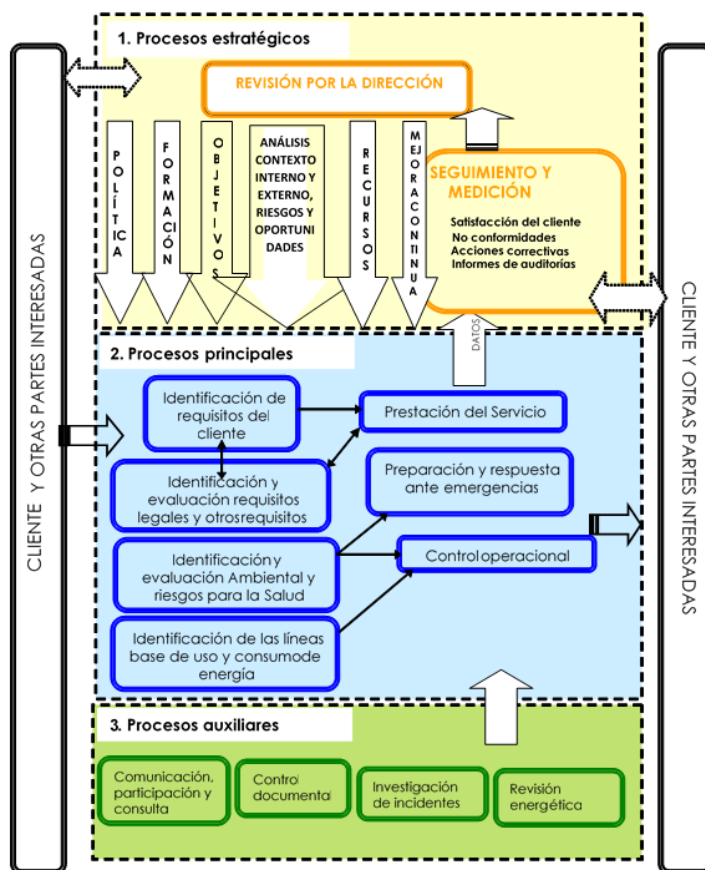 1. Procesos estratégicos
REVISIÓN POR LA DIRECCIÓN
POLÍTICA
FORMACIÓN
OBJETIVOS
ANÁLISIS
CONTEXTO
INTERNO Y
EXTERNO,
RIESGOS Y
OPORTUNI
DADES
RECURSOS
MEJORA CONTINUA
SEGUIMIENTO Y
MEDICIÓN
Satisfacción del cliente
No conformidades
Acciones correctivas
Informes de auditorías
CLIENTE Y OTRAS PARTES INTERESADAS
CLIENTE Y OTRAS PARTES INTERESADAS
DATOS
2. Procesos principales
Identificación de
requisitos del
cliente
Prestación del Servicio
Identificación y
evaluación requisitos
legales y otrosrequisitos
Preparación y respuesta
ante emergencias
Identificación y
evaluación Ambiental y
riesgos para la Salud
Control operacional
Identificación de las líneas
base de uso y consumode
energía
3. Procesos auxiliares
Comunicación,
participación y
consulta
Control
documental
Investigación
de incidentes
Revisión
energética